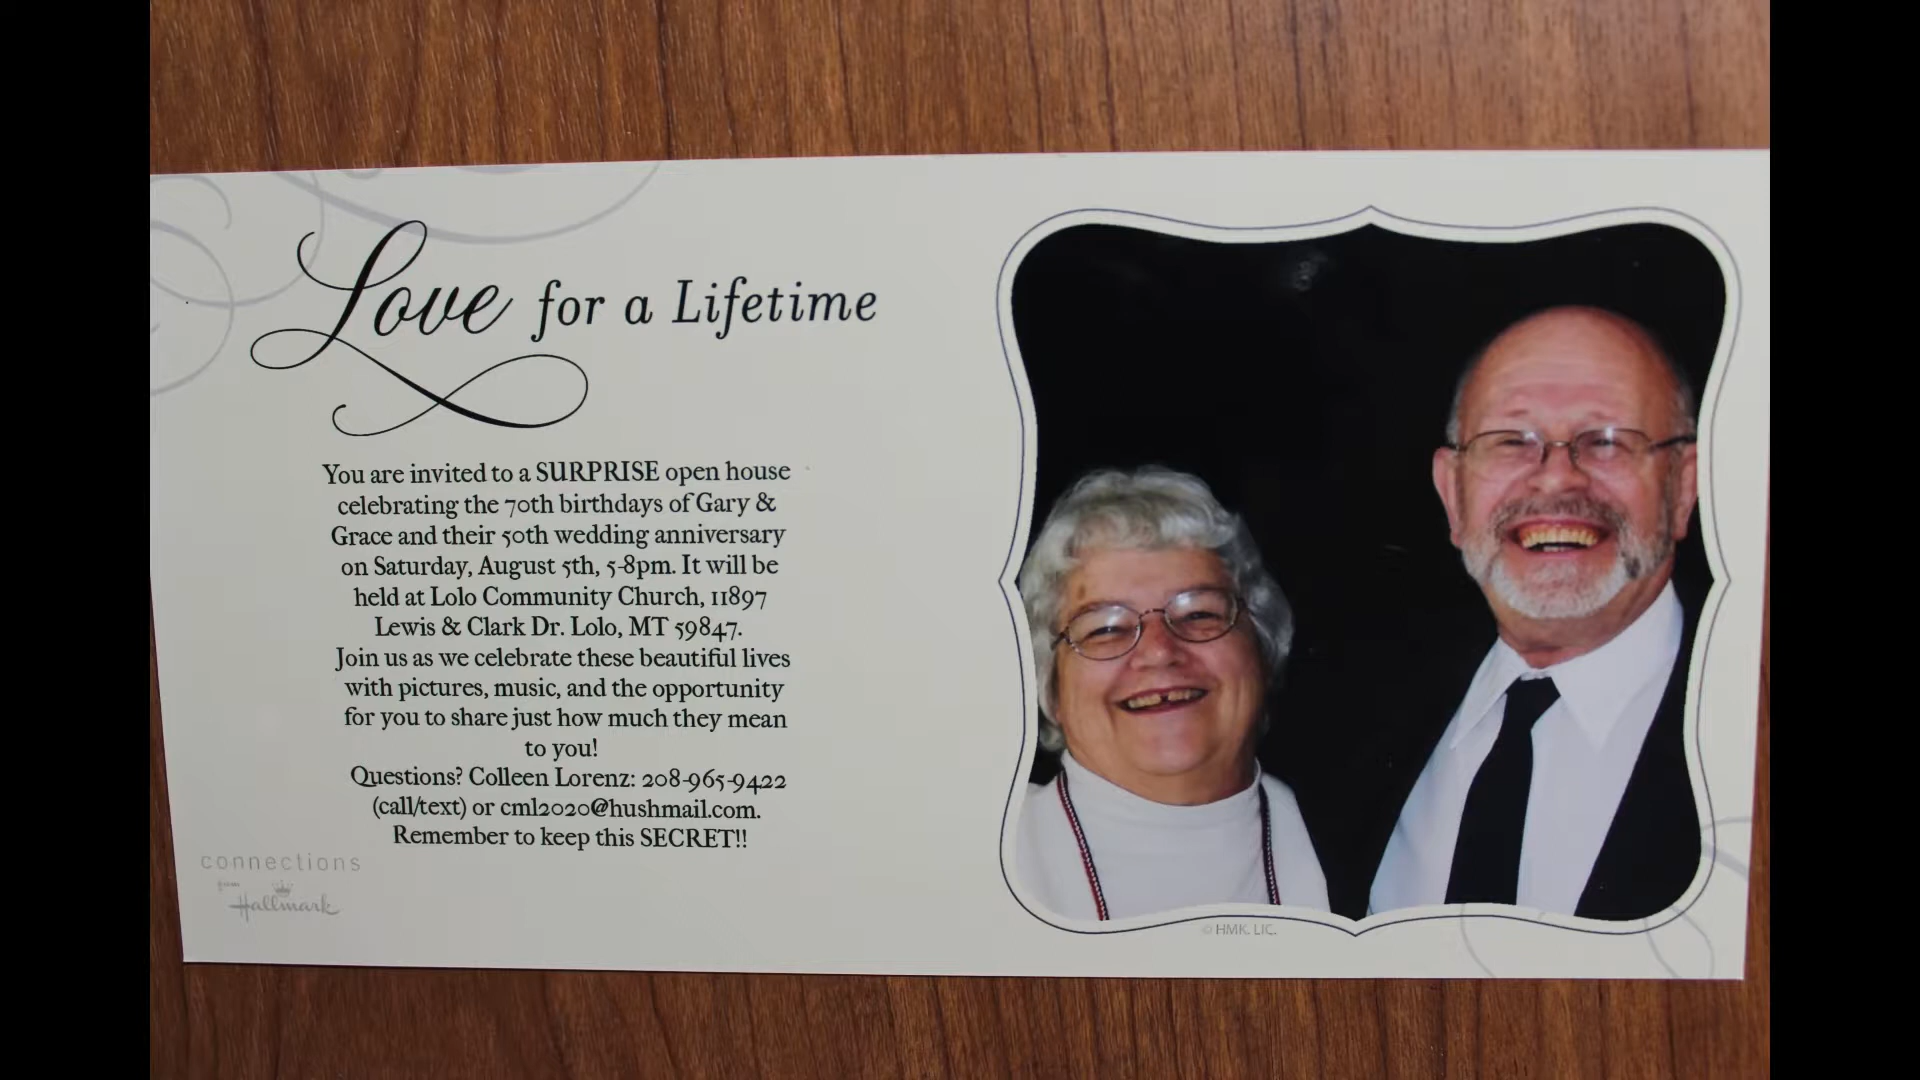 Love for a Lifetime
You are invited to a SURPRISE open house
celebrating the 70th birthdays of Gary &
Grace and their 50th wedding anniversary
on Saturday, August 5th, 5-8pm. It will be
held at Lolo Community Church, 11897
Lewis & Clark Dr. Lolo, MT 59847.
Join us as we celebrate these beautiful lives
with pictures, music, and the opportunity
for you to share just how much they mean
to you!
Questions? Colleen Lorenz: 208-965-9422
(call/text) or cml2020@hushmail.com.
Remember to keep this SECRET!!
connections
from
Hallmark
© HMK. LIC.